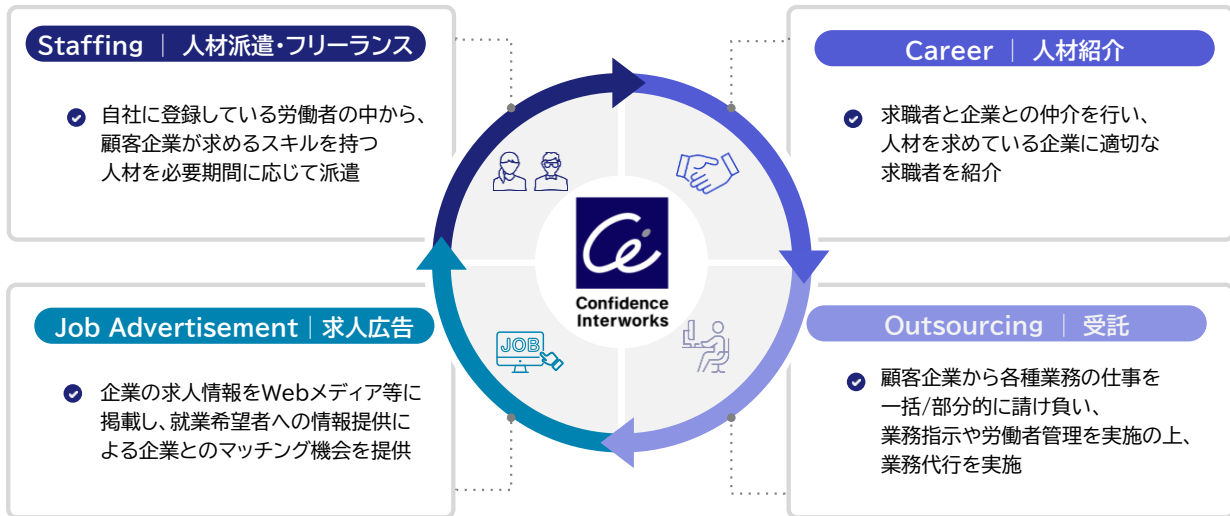 Staffing ｜ 人材派遣・フリーランス
自社に登録している労働者の中から、
顧客企業が求めるスキルを持つ
人材を必要期間に応じて派遣
Career ｜ 人材紹介
求職者と企業との仲介を行い、
人材を求めている企業に適切な
求職者を紹介
Ci
Confidence
Interworks
JOB
Job Advertisement｜求人広告
企業の求人情報をWebメディア等に
掲載し、就業希望者への情報提供に
よる企業とのマッチング機会を提供
Outsourcing ｜ 受託
顧客企業から各種業務の仕事を
一括/部分的に請け負い、
業務指示や労働者管理を実施の上、
業務代行を実施